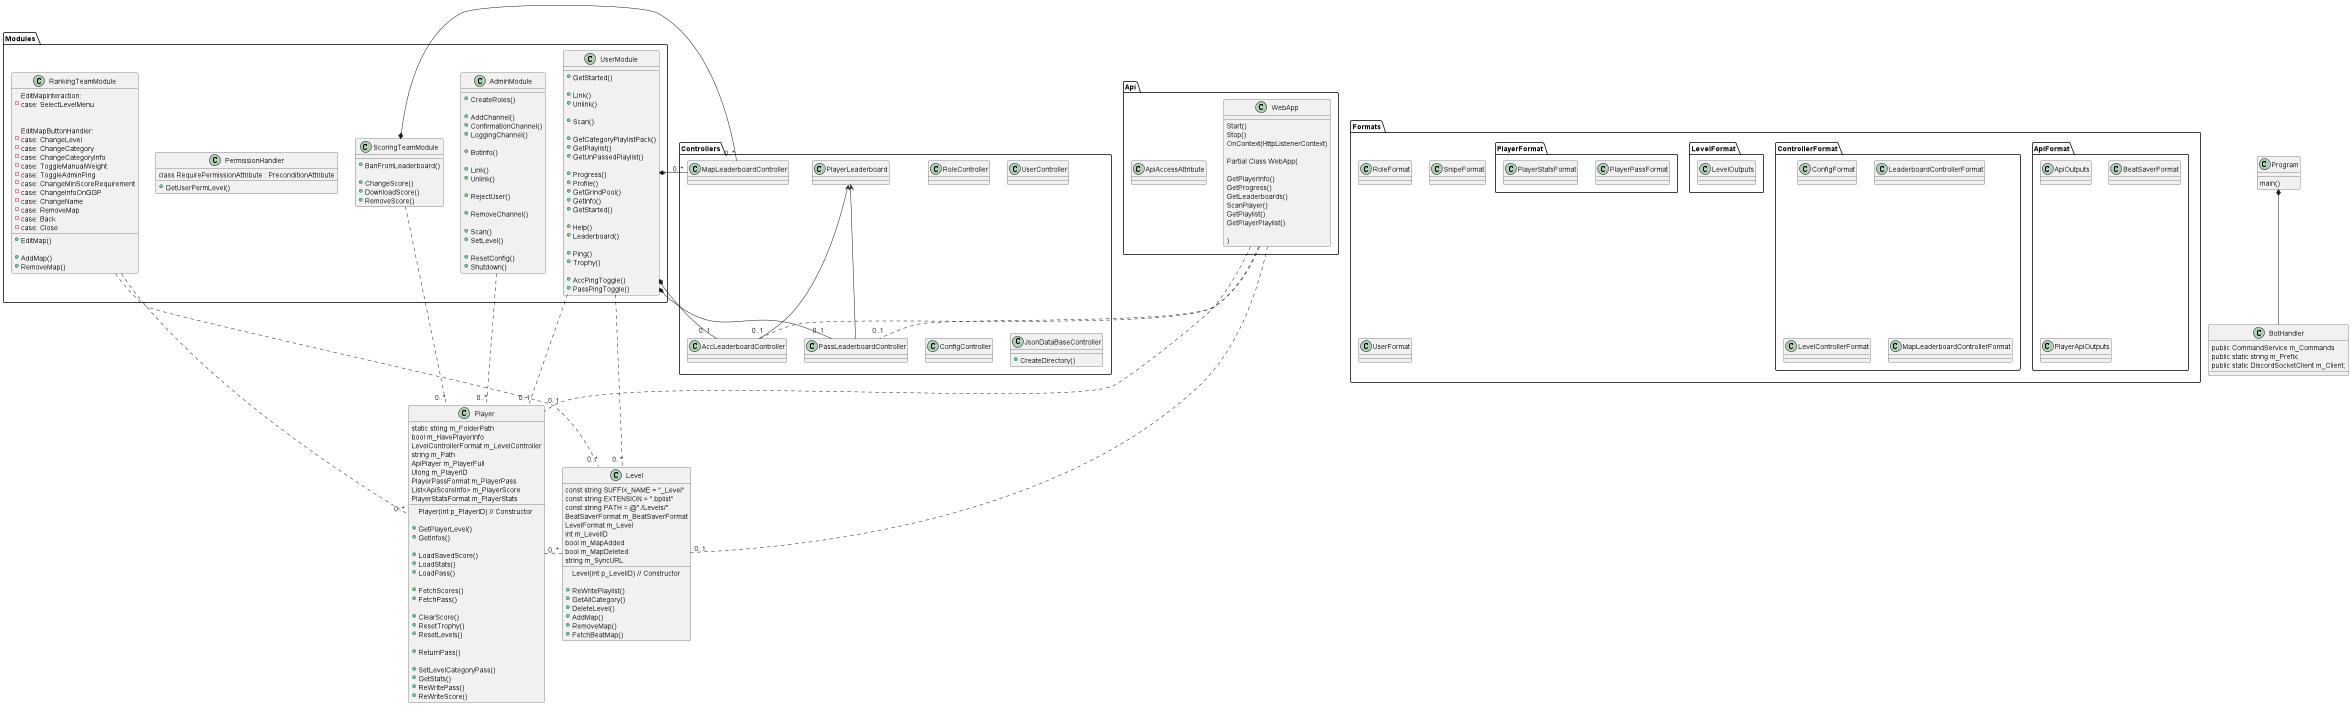 Modules
RankingTeamModule
EditMapInteraction:
case: SelectLevelMenu
EditMapButtonHandler:
case: ChangeLevel
case: ChangeCategory
case: ChangeCategoryInfo
case: ToggleManualWeight
case: ToggleAdminPing
case: ChangeMinScoreRequirement
case: ChangeInfoOnGGP
case: ChangeName
case: RemoveMap
case: Back
case: Close
EditMap()
AddMap()
RemoveMap()
PermissionHandler
class RequirePermissionAttribute : PreconditionAttribute
GetUserPermLevel()
ScoringTeamModule
BanFromLeaderboard()
ChangeScore()
DownloadScore()
RemoveScore()
AdminModule
CreateRoles()
AddChannel()
ConfirmationChannel()
LoggingChannel()
BotInfo()
Link()
Unlink()
RejectUser()
RemoveChannel()
Scan()
SetLevel()
ResetConfig()
Shutdown()
UserModule
GetStarted()
Link()
Unlink()
Scan()
GetCategoryPlaylistPack()
GetPlaylist()
GetUnPassedPlaylist()
Progress()
Profile()
GetGrindPool()
GetInfo()
GetStarted()
Help()
Leaderboard()
Ping()
Trophy()
AccPingToggle()
PassPingToggle()
Controllers
0..*
0..*
MapLeaderboardController
PlayerLeaderboard
RoleController
UserController
0..1
0..1
0..1
0..1
AccLeaderboardController
PassLeaderboardController
ConfigController
JsonDataBaseController
CreateDirectory()
Api
ApiAccessAttribute
WebApp
Start()
Stop()
OnContext(HttpListenerContext)
Partial Class WebApp(
GetPlayerInfo()
GetProgress()
GetLeaderboards()
ScanPlayer()
GetPlaylist()
GetPlayerPlaylist()
)
Formats
RoleFormat
SnipeFormat
PlayerFormat
PlayerStatsFormat
PlayerPassFormat
LevelFormat
LevelOutputs
ControllerFormat
ConfigFormat
LeaderboardControllerFormat
ApiFormat
ApiOutputs
BeatSaverFormat
UserFormat
LevelControllerFormat
MapLeaderboardControllerFormat
PlayerApiOutputs
Program
main()
BotHandler
public CommandService m_Commands
public static string m_Prefix;
public static DiscordSocketClient m_Client;
0..*
0..*
0..1
0..1
0..*
Player
static string m_FolderPath
bool m_HavePlayerInfo
LevelControllerFormat m_LevelController
string m_Path
ApiPlayer m_PlayerFull
Ulong m_PlayerID
PlayerPassFormat m_PlayerPass
List<ApiScoreInfo> m_PlayerScore
PlayerStatsFormat m_PlayerStats
Player(int p_PlayerID) // Constructor
GetPlayerLevel()
GetInfos()
LoadSavedScore()
LoadStats()
LoadPass()
FetchScores()
FetchPass()
ClearScore()
ResetTrophy()
ResetLevels()
ReturnPass()
SetLevelCategoryPass()
GetStats()
ReWritePass()
ReWriteScore()
0..*
0..*
0..*
0..1
Level
const string SUFFIX_NAME = "_Level"
const string EXTENSION = ".bplist"
const string PATH = @"./Levels/"
BeatSaverFormat m_BeatSaverFormat
LevelFormat m_Level
int m_LevelID
bool m_MapAdded
bool m_MapDeleted
string m_SyncURL
Level(int p_LevelID) // Constructor
ReWritePlaylist()
GetAllCategory()
DeleteLevel()
AddMap()
RemoveMap()
FetchBeatMap()